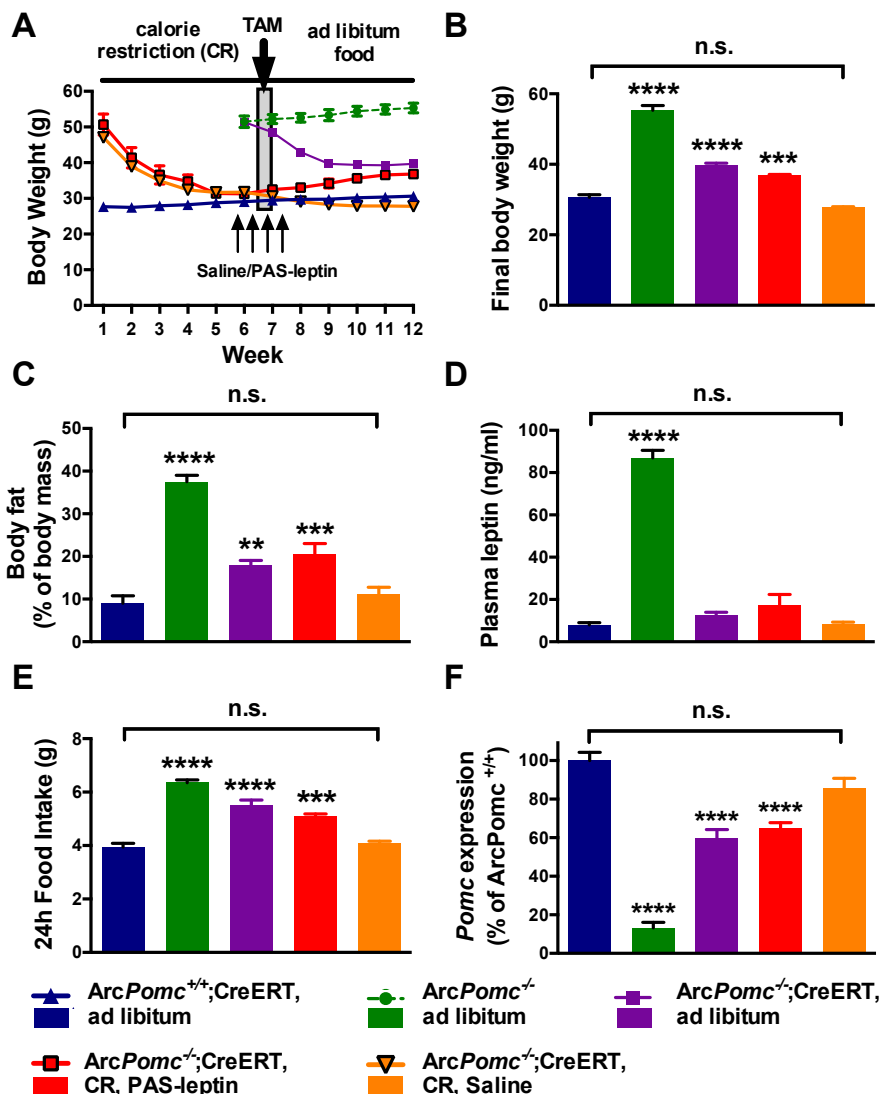 A
calorie
restriction (CR)
TAM
ad libitum
food
Body Weight (g)
60
50
40
30
20
10
0
Saline/PAS-leptin
1 2 3 4 5 6 7 8 9 10 11 12
Week
B
n.s.
Final body weight (g)
60
40
20
0
****
****
***
C
n.s.
Body fat
(% of body mass)
50
40
30
20
10
0
****
**
***
D
n.s.
Plasma leptin (ng/ml)
100
80
60
40
20
0
****
E
n.s.
24h Food Intake (g)
8
6
4
2
0
****
****
***
F
n.s.
Pomc expression
(% of ArcPomc +/+)
100
80
60
40
20
0
****
****
****
ArcPomc+/+;CreERT,
ad libitum
ArcPomc-/-
ad libitum
ArcPomc-/-;CreERT,
ad libitum
ArcPomc-/-;CreERT,
CR, PAS-leptin
ArcPomc-/-;CreERT,
CR, Saline